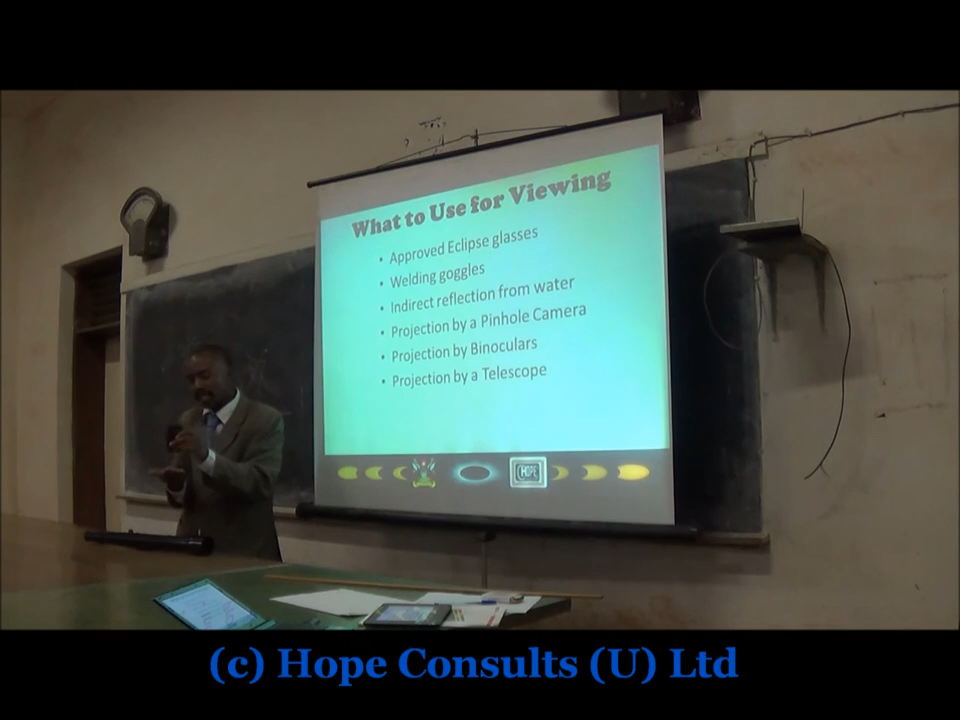 What to Use for Viewing
• Approved Eclipse glasses
• Welding goggles
• Indirect reflection from water
• Projection by a Pinhole Camera
• Projection by Binoculars
• Projection by a Telescope
HOPE
(c) Hope Consults (U) Ltd